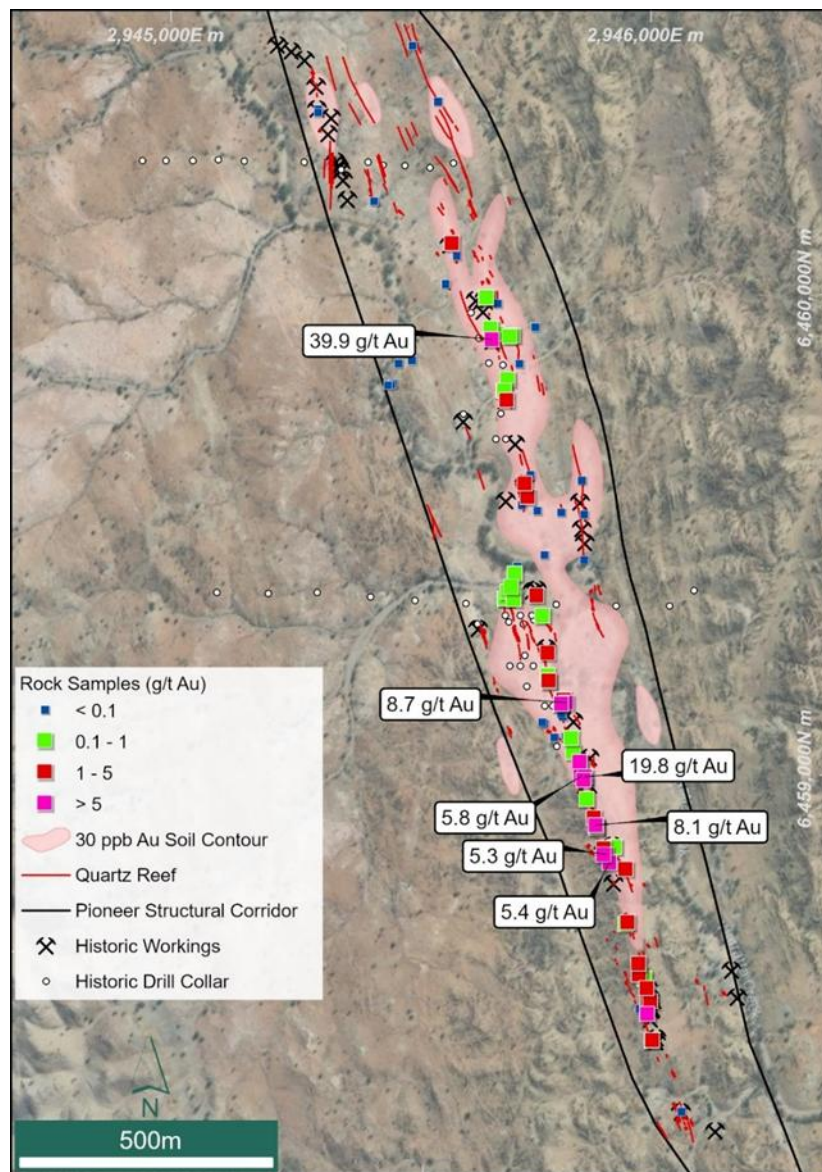 2,945,000E m
2,946,000E m
6,460,000N m
39.9 g/t Au
Rock Samples (g/t Au)
< 0.1
0.1 - 1
1 - 5
> 5
30 ppb Au Soil Contour
Quartz Reef
Pioneer Structural Corridor
Historic Workings
Historic Drill Collar
8.7 g/t Au
19.8 g/t Au
5.8 g/t Au
8.1 g/t Au
5.3 g/t Au
5.4 g/t Au
6,459,000N m
N
500m